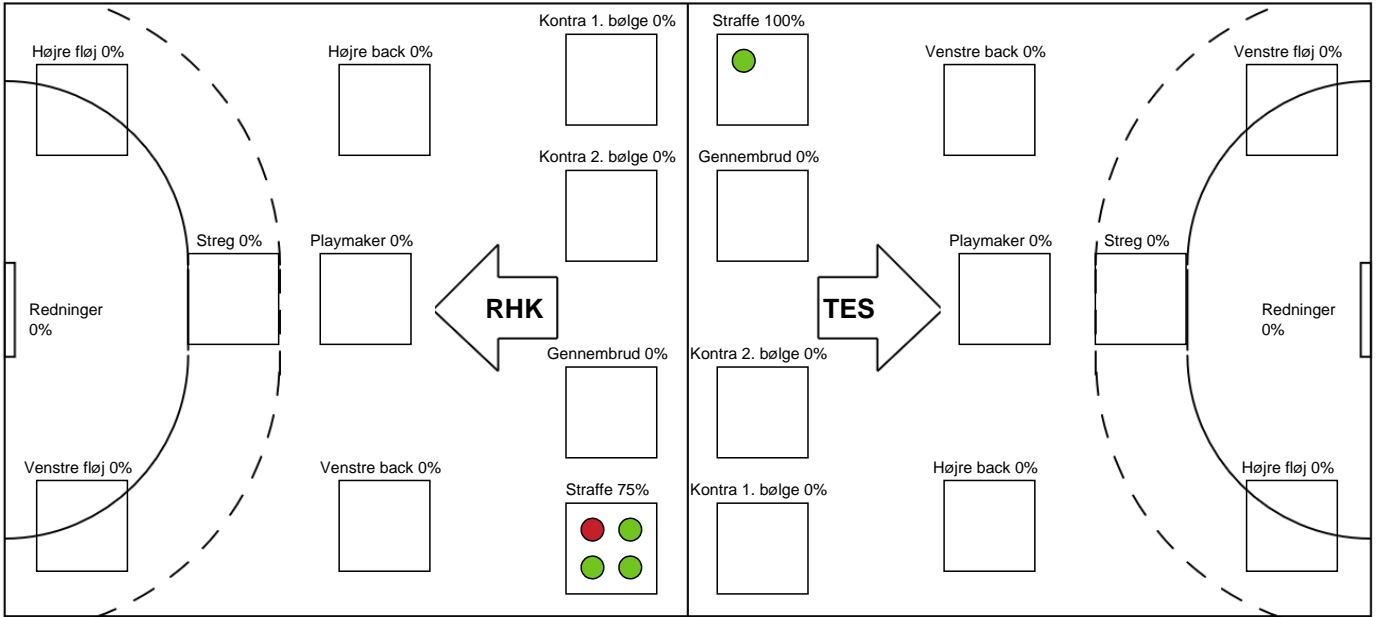 Kontra 1. bølge 0%
Straffe 100%
Højre fløj 0%
Højre back 0%
Venstre back 0%
Venstre fløj 0%
Kontra 2. bølge 0%
Gennembrud 0%
Streg 0%
Playmaker 0%
Playmaker 0%
Streg 0%
Redninger
0%
RHK
TES
Redninger
0%
Gennembrud 0%
Kontra 2. bølge 0%
Venstre fløj 0%
Venstre back 0%
Højre back 0%
Højre fløj 0%
Straffe 75%
Kontra 1. bølge 0%